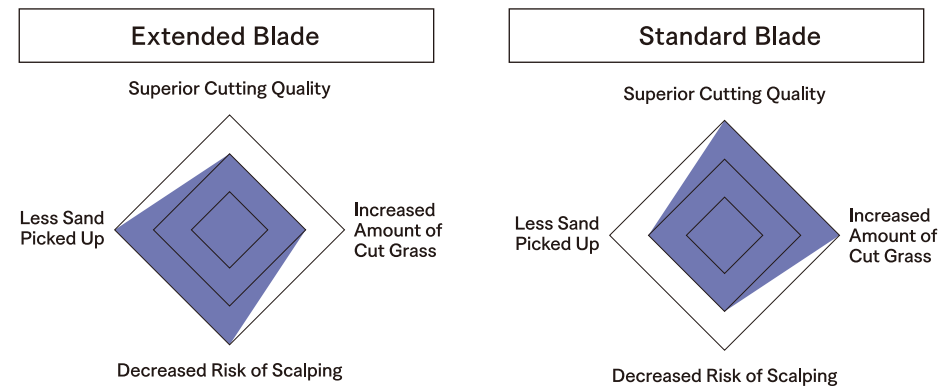 Extended Blade
Superior Cutting Quality
Less Sand
Picked Up
Increased
Amount of
Cut Grass
Decreased Risk of Scalping
Standard Blade
Superior Cutting Quality
Less Sand
Picked Up
Increased
Amount of
Cut Grass
Decreased Risk of Scalping